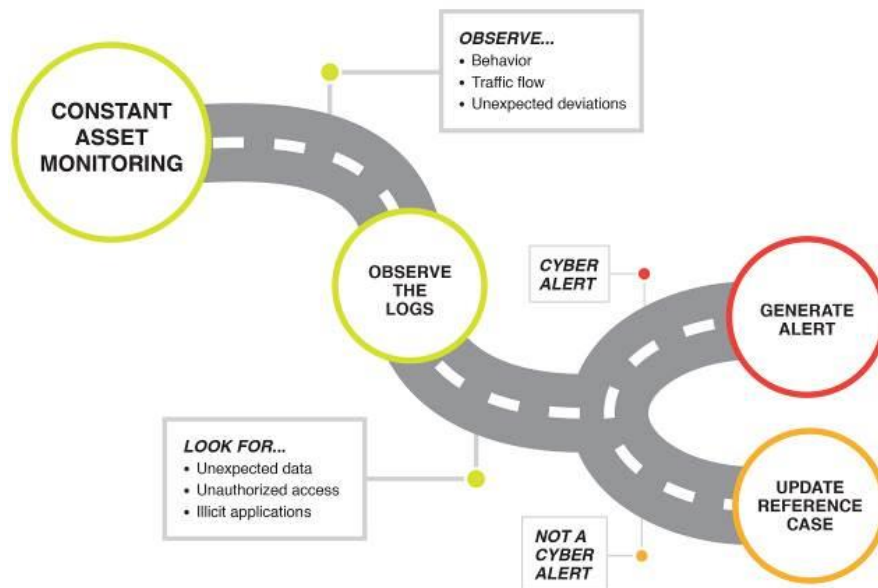 CONSTANT
ASSET
MONITORING
OBSERVE...
• Behavior
• Traffic flow
• Unexpected deviations
OBSERVE
THE
LOGS
LOOK FOR...
• Unexpected data
• Unauthorized access
• Illicit applications
CYBER
ALERT
GENERATE
ALERT
NOT A
CYBER
ALERT
UPDATE
REFERENCE
CASE